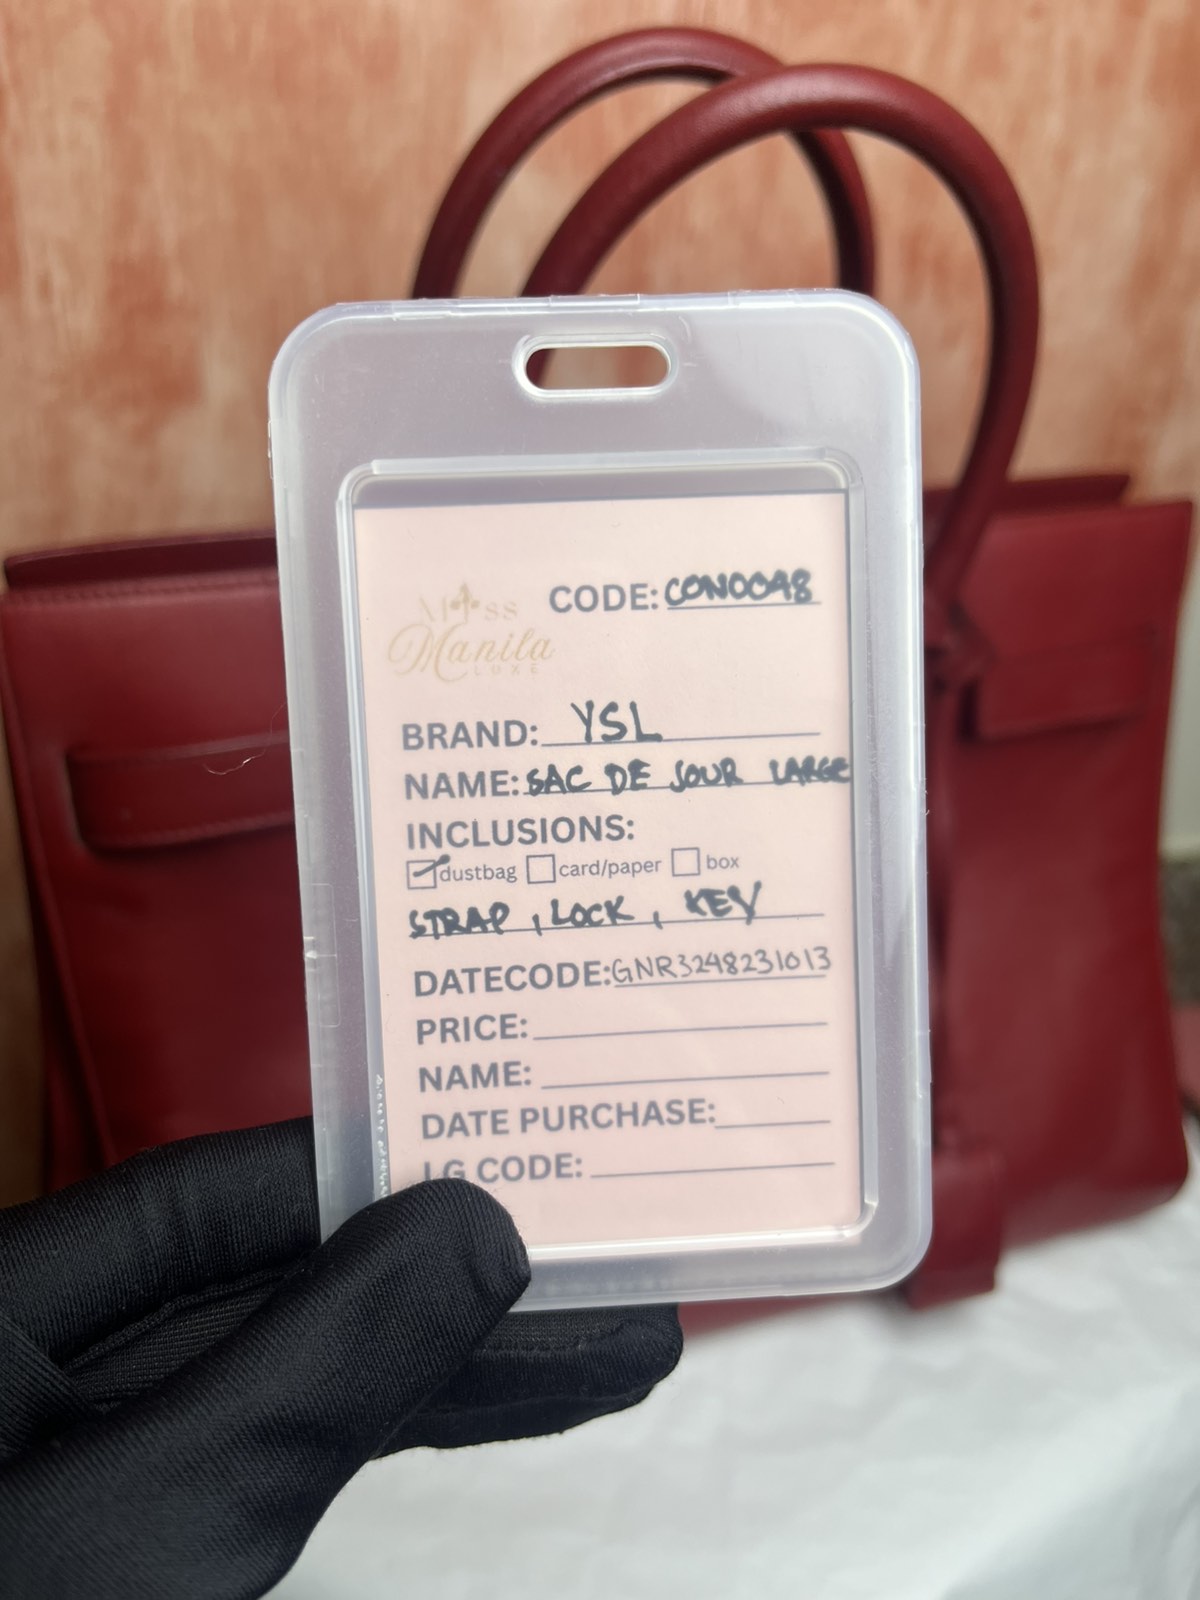 CODE: CON0048
Miss
Manila
LUXE
BRAND: YSL
NAME: SAC DE JOUR LARGE
INCLUSIONS:
dustbag card/paper box
STRAP, LOCK, KEY
DATECODE: GNR3248231013
PRICE:
NAME:
DATE PURCHASE:
IG CODE: